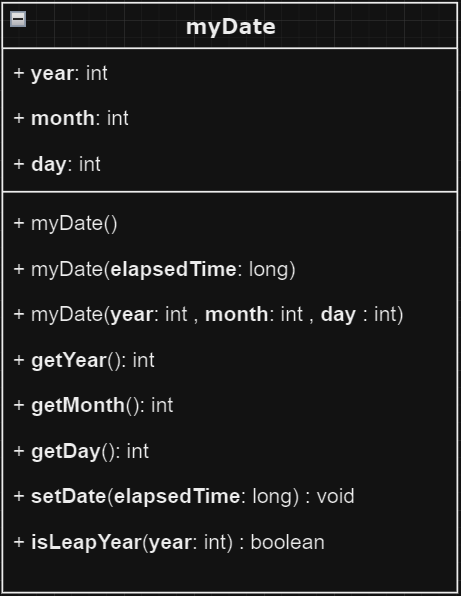 myDate
+ year: int
+ month: int
+ day: int
+ myDate()
+ myDate(elapsedTime: long)
+ myDate(year: int , month: int , day : int)
+ getYear(): int
+ getMonth(): int
+ getDay(): int
+ setDate(elapsedTime: long) : void
+ isLeapYear(year: int) : boolean